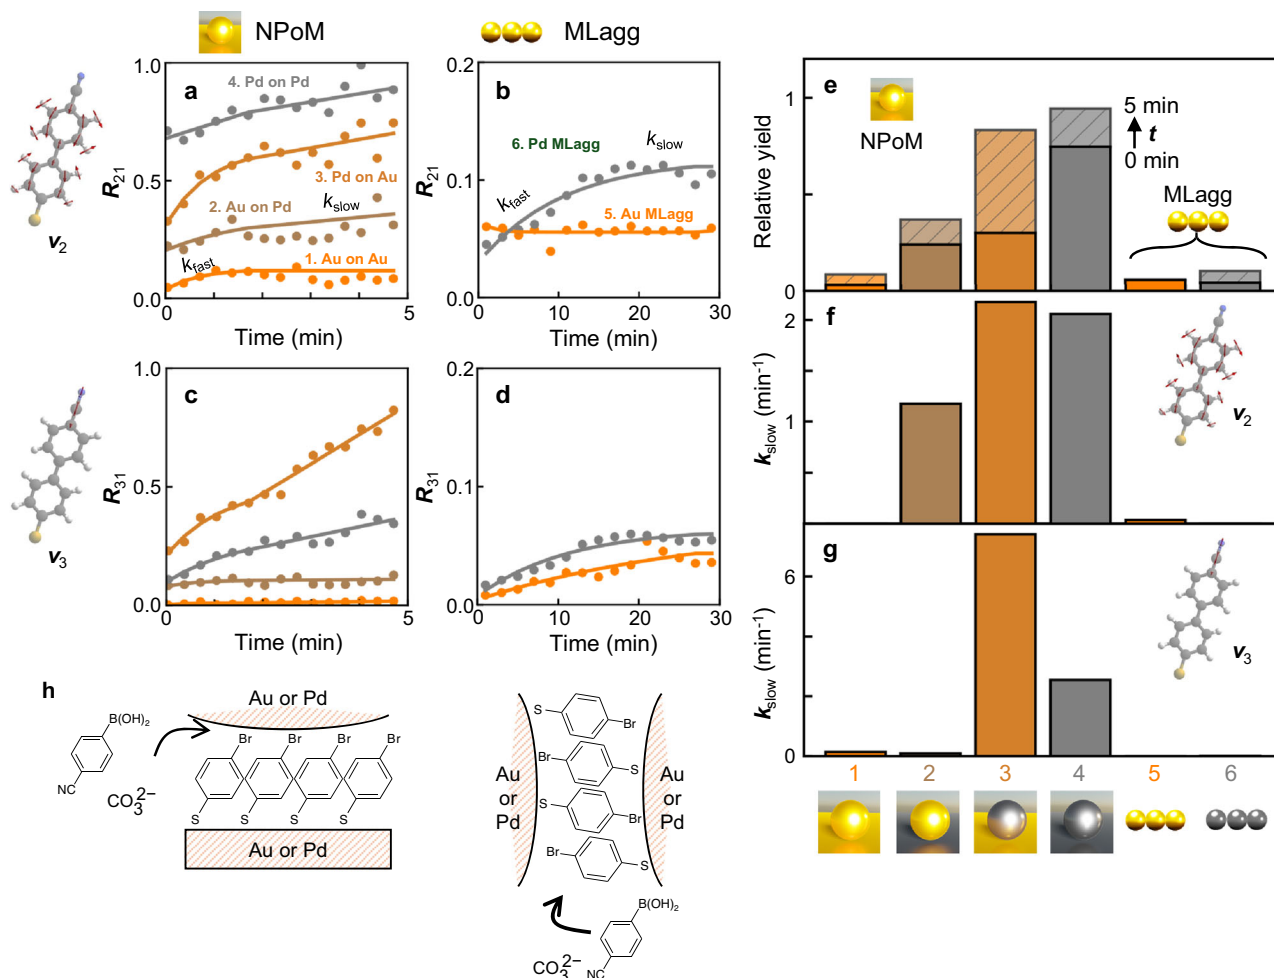 NPoM
MLagg
a
1.0
0.5
0.0
R21
4. Pd on Pd
3. Pd on Au
2. Au on Pd
kslow
kfast
1. Au on Au
0
5
Time (min)
ν2
b
0.2
0.1
0.0
R21
6. Pd MLagg
kslow
kfast
5. Au MLagg
0
10
20
30
Time (min)
c
1.0
0.5
0.0
R31
0
5
Time (min)
ν3
d
0.2
0.1
0.0
R31
0
10
20
30
Time (min)
e
NPoM
5 min
t
0 min
MLagg
1
0
Relative yield
f
2
1
kslow (min⁻¹)
ν2
g
6
0
kslow (min⁻¹)
ν3
1
2
3
4
5
6
h
Au or Pd
B(OH)2
NC
CO3²⁻
Br
Br
Br
Br
S
S
S
S
Au or Pd
Au
or
Pd
Au
or
Pd
S
Br
Br
S
S
Br
Br
S
B(OH)2
NC
CO3²⁻